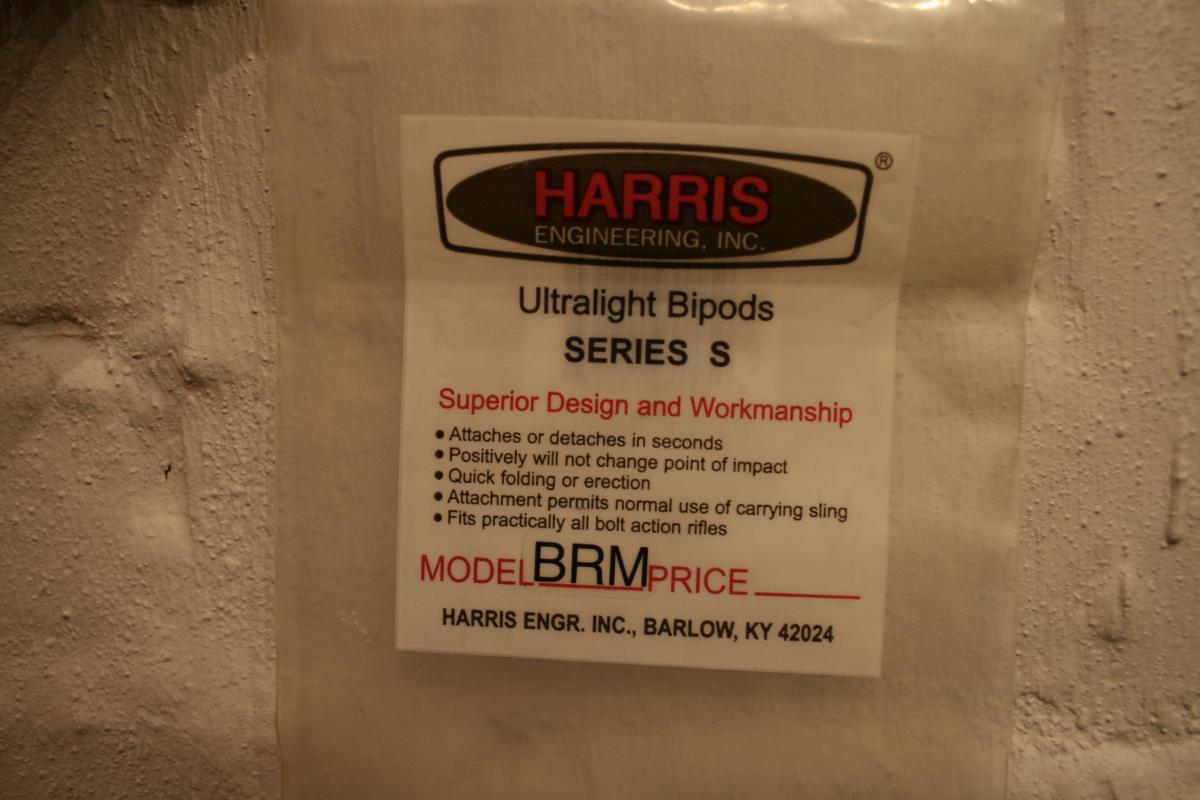 HARRIS ®
ENGINEERING, INC.
Ultralight Bipods
SERIES S
Superior Design and Workmanship
• Attaches or detaches in seconds
• Positively will not change point of impact
• Quick folding or erection
• Attachment permits normal use of carrying sling
• Fits practically all bolt action rifles
MODEL BRM PRICE ________
HARRIS ENGR. INC., BARLOW, KY 42024